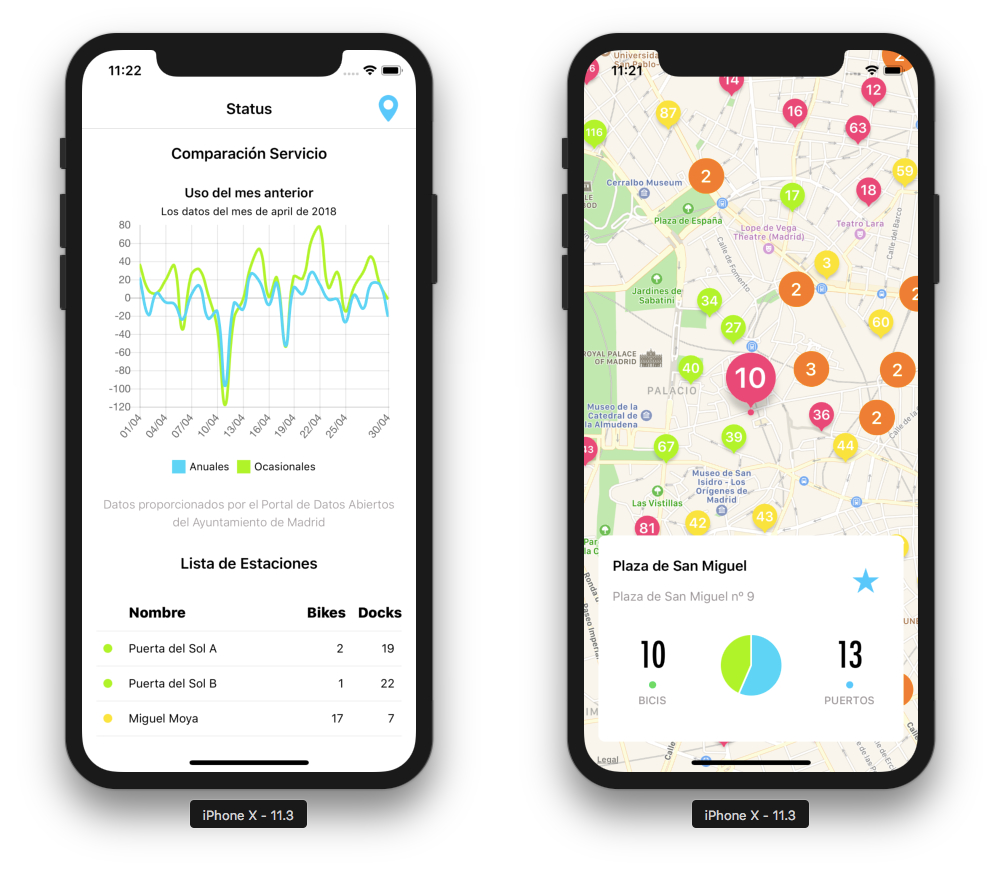 11:22
Status
Comparación Servicio
Uso del mes anterior
Los datos del mes de april de 2018
80
60
40
20
0
-20
-40
-60
-80
-100
-120
01/04
04/04
07/04
10/04
13/04
16/04
19/04
22/04
25/04
30/04
Anuales
Ocasionales
Datos proporcionados por el Portal de Datos Abiertos
del Ayuntamiento de Madrid
Lista de Estaciones
Nombre Bikes Docks
Puerta del Sol A 2 19
Puerta del Sol B 1 22
Miguel Moya 17 7
iPhone X - 11.3
11:21
14
2
12
87
16
63
116
59
Cerralbo Museum
2
17
18
Plaza de España
Lope de Vega
Theatre (Madrid)
Teatro Lara
Calle del Barco
Calle de Fomento
3
Jardines de
Sabatini
34
2
2
27
60
ROYAL PALACE
OF MADRID
40
10
3
2
PALACIO
Museo de la
Catedral de
la Almudena
36
2
67
39
44
Museo de San
Isidro - Los
Orígenes de
Madrid
Las Vistillas
81
42
43
Plaza de San Miguel
Plaza de San Miguel nº 9
10
BICIS
13
PUERTOS
Legal
iPhone X - 11.3